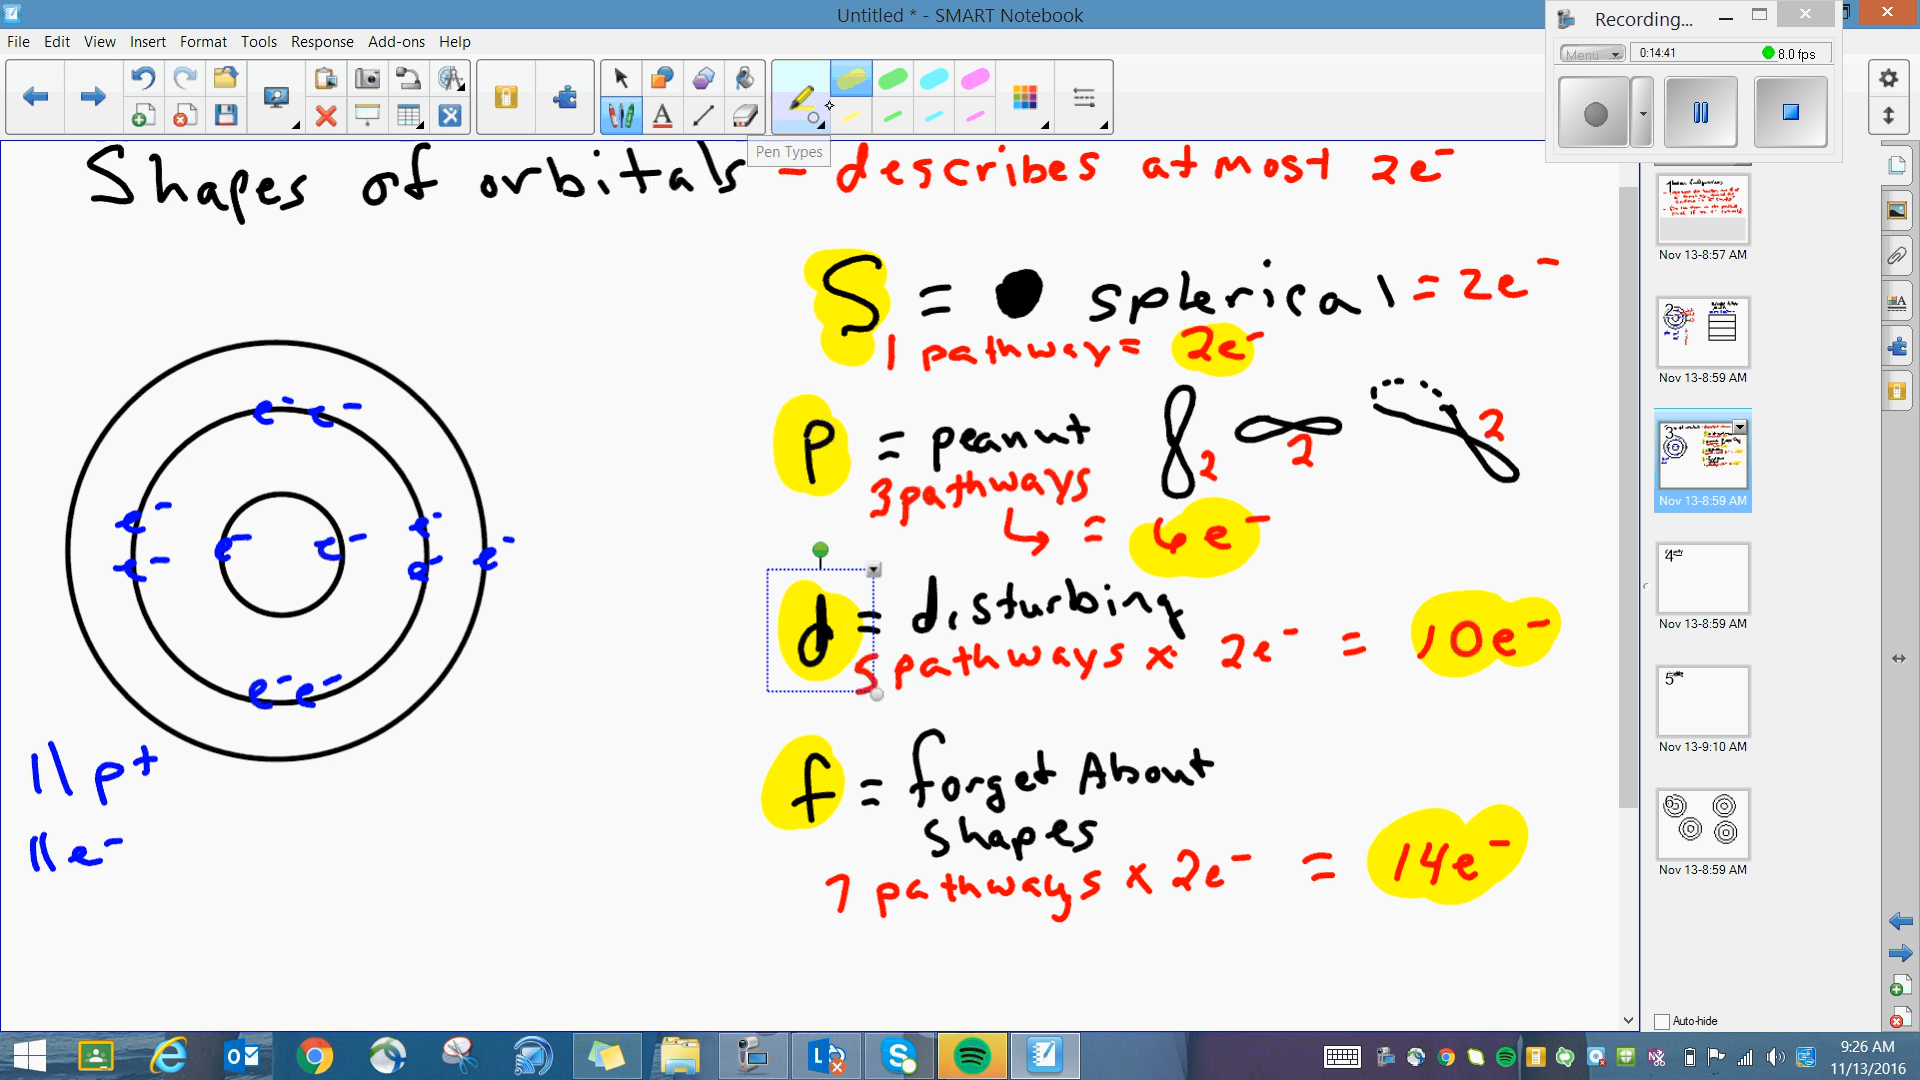 Untitled * - SMART Notebook
Recording...
File Edit View Insert Format Tools Response Add-ons Help
Menu
0:14:41
8.0 fps
Pen Types
Shapes of orbitals - describes at most 2e⁻
S = spherical = 2e⁻
1 pathway = 2e⁻
p = peanut
2
2
2
3 pathways
= 6e⁻
d = disturbing
5 pathways x 2e⁻ = 10e⁻
f = forget About
shapes
7 pathways x 2e⁻ = 14e⁻
e⁻ e⁻
e⁻
e⁻
e⁻
e⁻
e⁻
e⁻
e⁻
e⁻ e⁻
11 p+
11 e⁻
Nov 13-8:57 AM
2
Nov 13-8:59 AM
3
Nov 13-8:59 AM
4
Nov 13-8:59 AM
5
Nov 13-9:10 AM
6
Nov 13-8:59 AM
Auto-hide
9:26 AM
11/13/2016